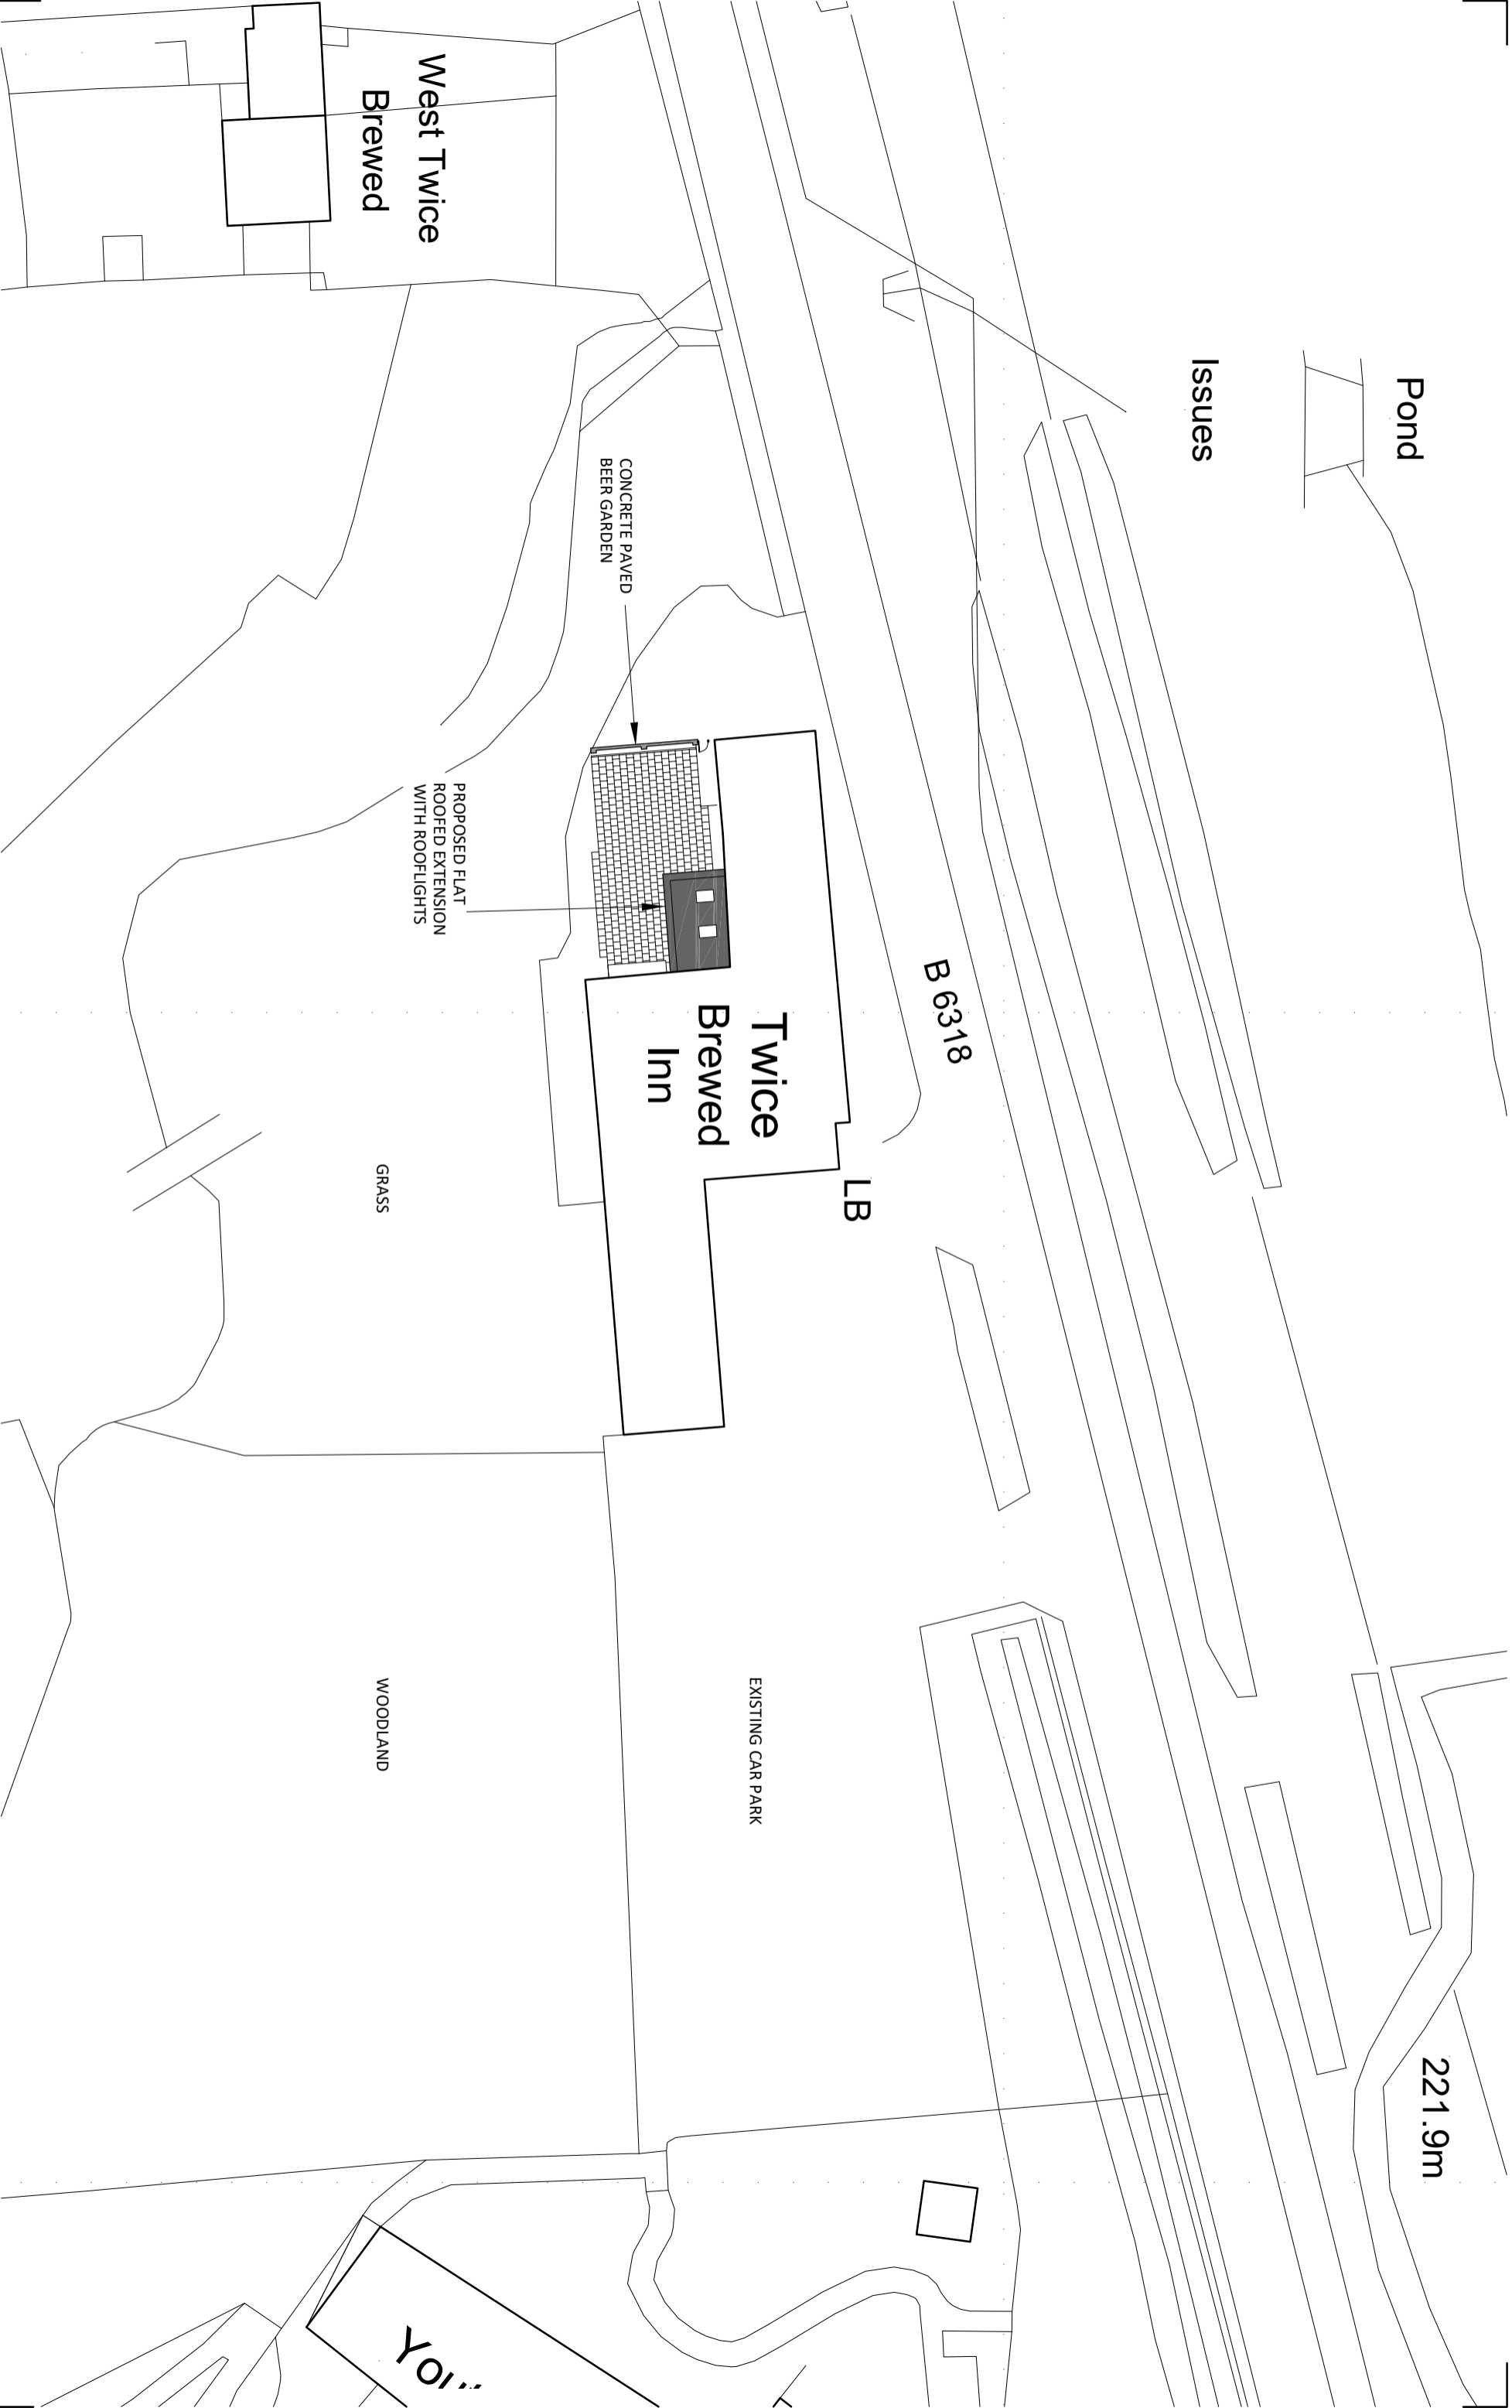 Pond
Issues
West Twice
Brewed
CONCRETE PAVED
BEER GARDEN
PROPOSED FLAT
ROOFED EXTENSION
WITH ROOFLIGHTS
B 6318
Twice
Brewed
Inn
LB
GRASS
EXISTING CAR PARK
WOODLAND
221.9m